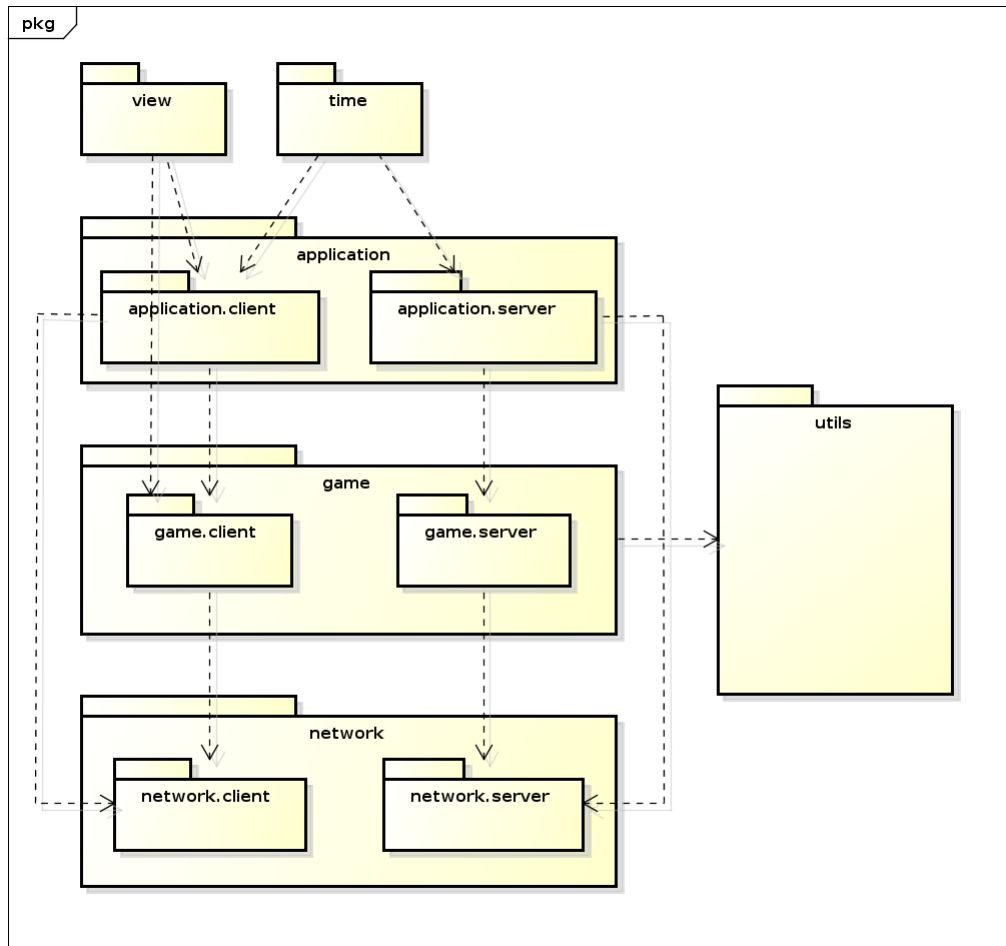 pkg
view
time
application
application.client
application.server
utils
game
game.client
game.server
network
network.client
network.server